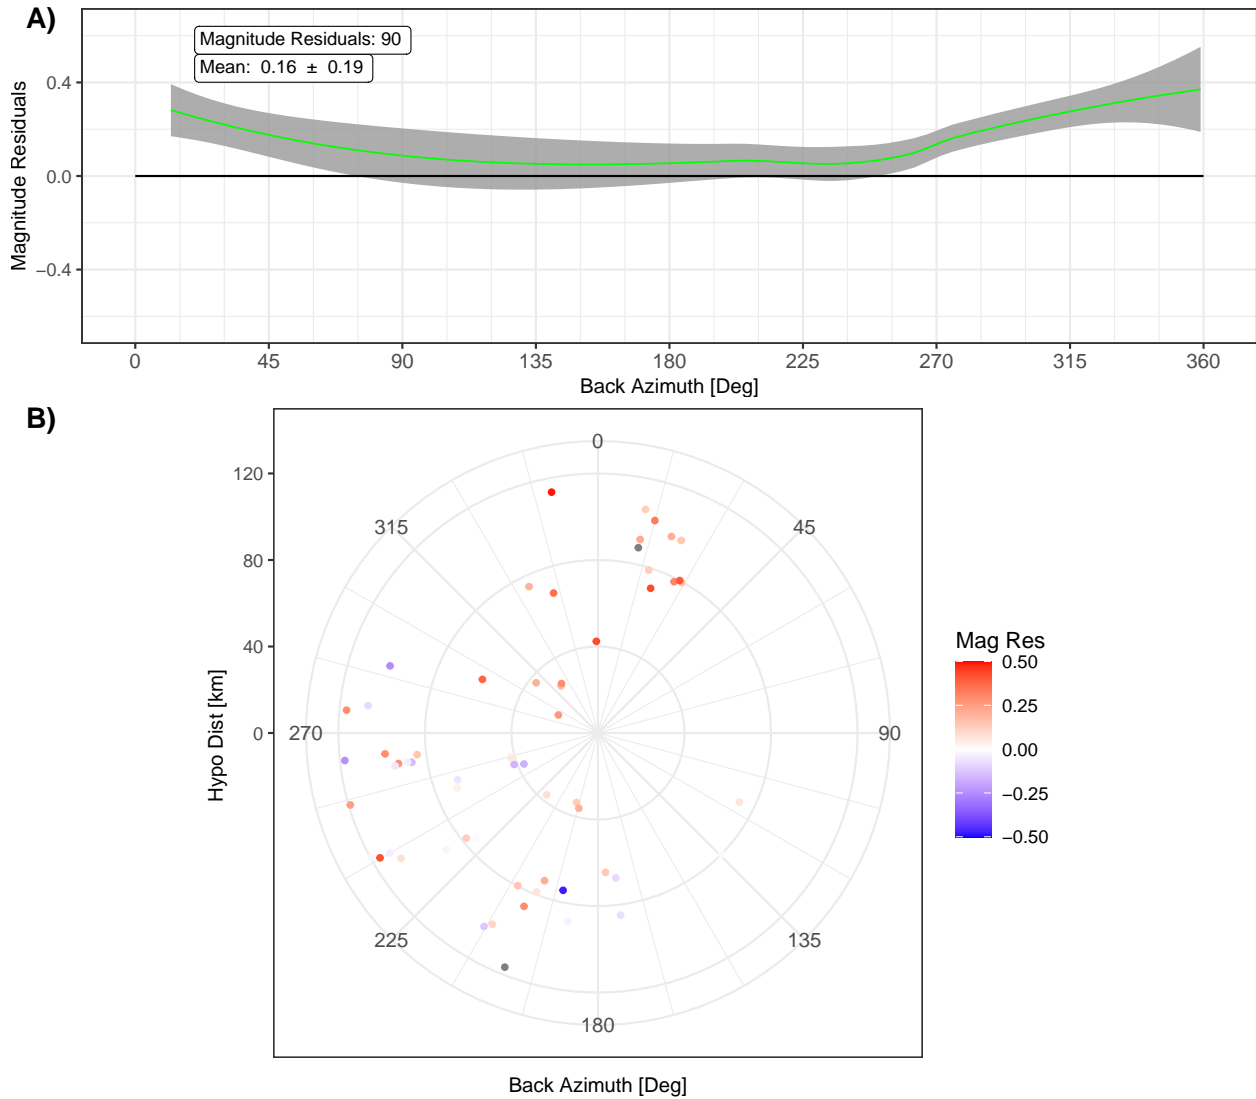 A)
Magnitude Residuals: 90
Mean:  0.16  ±  0.19
0.4
0.0
−0.4
Magnitude Residuals
0 45 90 135 180 225 270 315 360
Back Azimuth [Deg]
B)
0
45
90
135
180
225
270
315
120
80
40
0
Hypo Dist [km]
Back Azimuth [Deg]
Mag Res
0.50
0.25
0.00
−0.25
−0.50